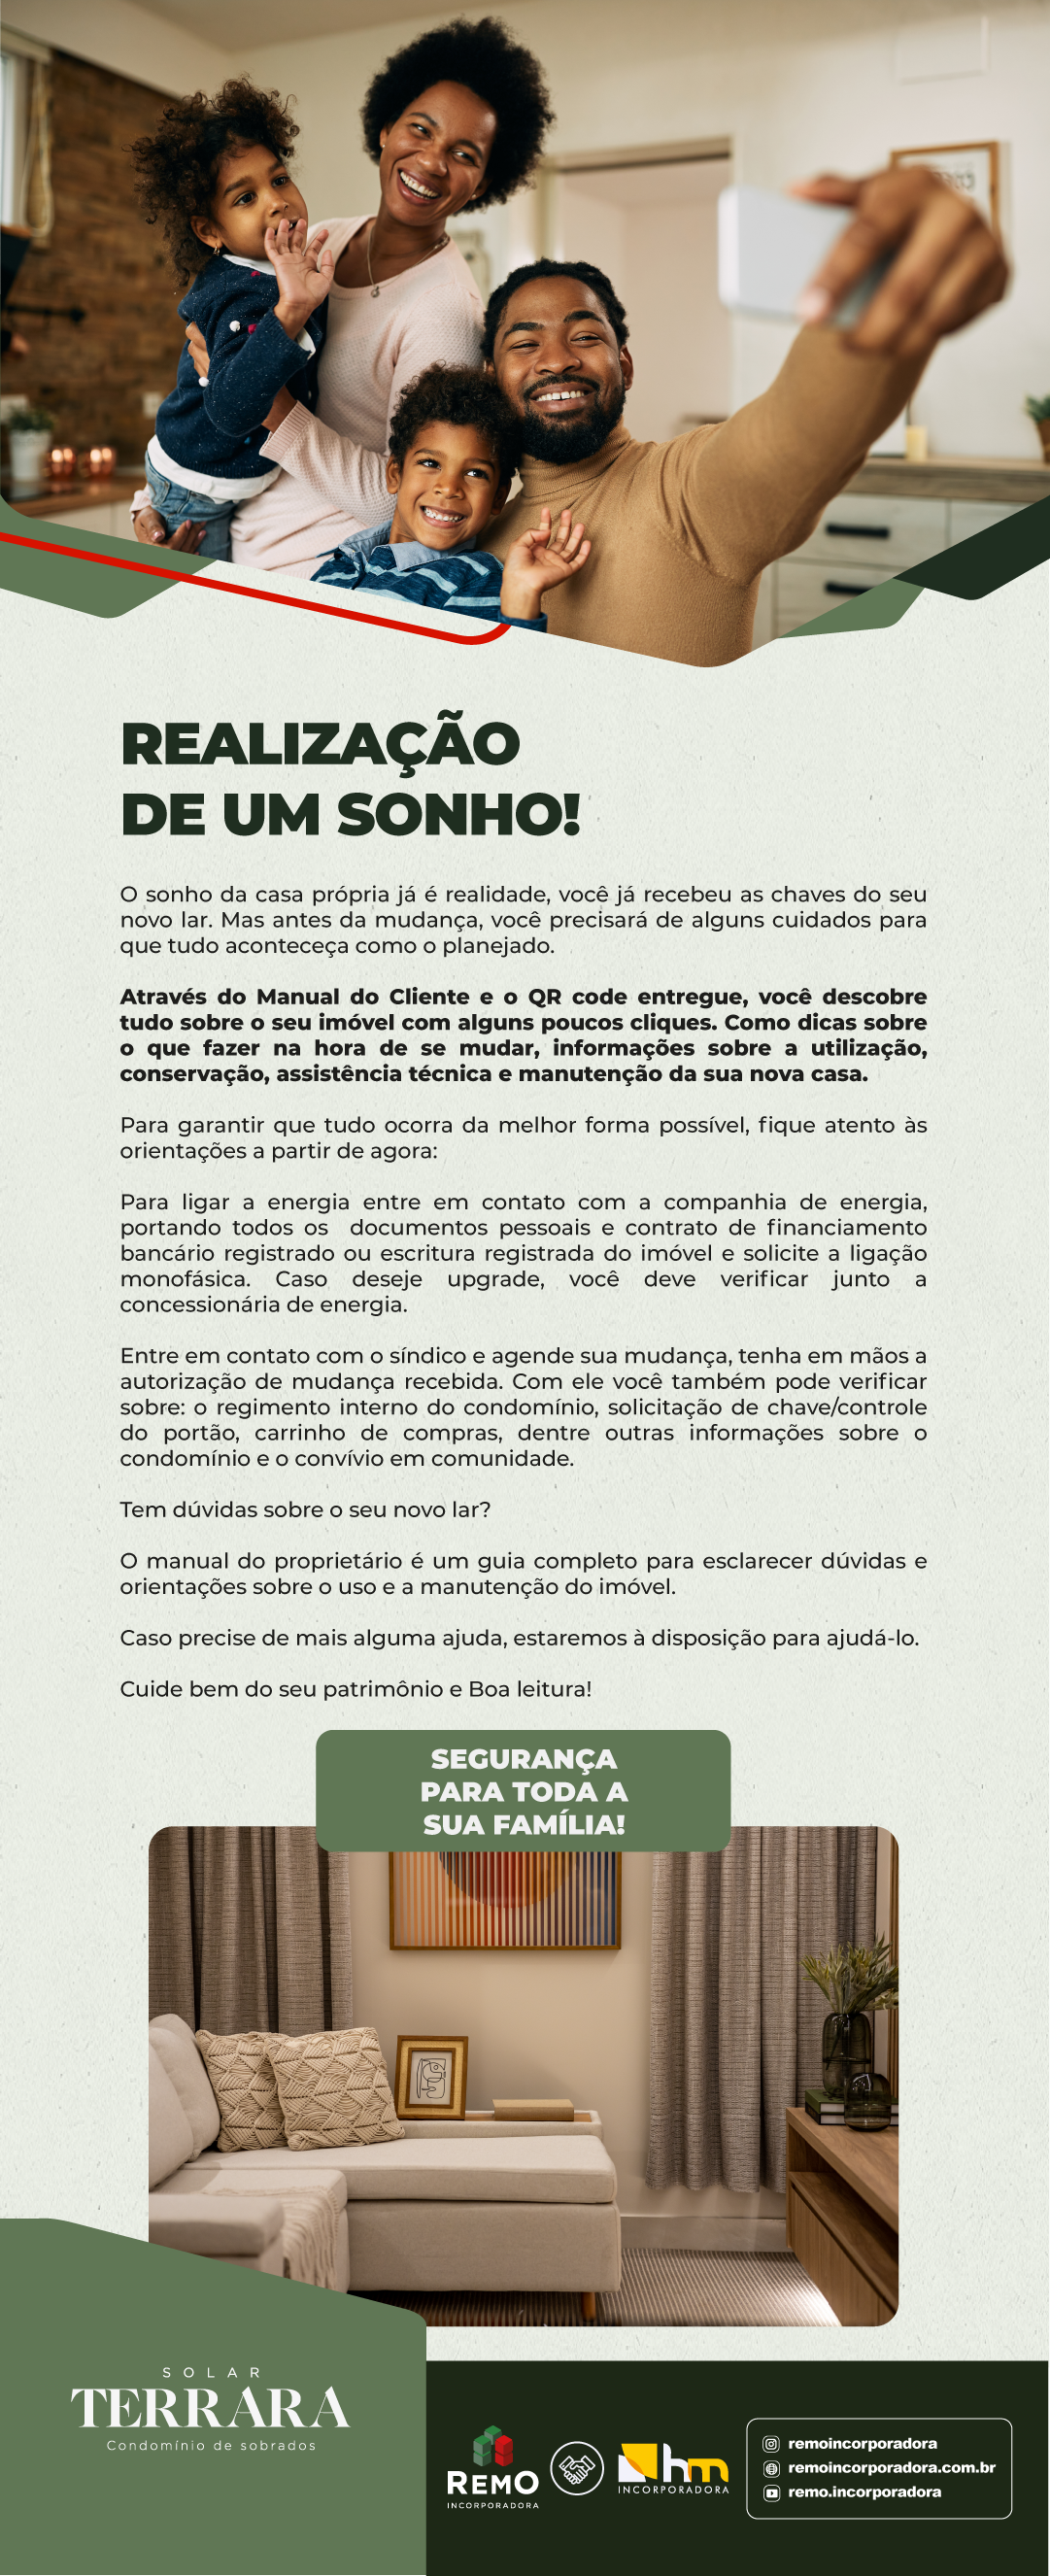 REALIZAÇÃO
DE UM SONHO!
O sonho da casa própria já é realidade, você já recebeu as chaves do seu
novo lar. Mas antes da mudança, você precisará de alguns cuidados para
que tudo aconteceça como o planejado.
Através do Manual do Cliente e o QR code entregue, você descobre
tudo sobre o seu imóvel com alguns poucos cliques. Como dicas sobre
o que fazer na hora de se mudar, informações sobre a utilização,
conservação, assistência técnica e manutenção da sua nova casa.
Para garantir que tudo ocorra da melhor forma possível, fique atento às
orientações a partir de agora:
Para ligar a energia entre em contato com a companhia de energia,
portando todos os documentos pessoais e contrato de financiamento
bancário registrado ou escritura registrada do imóvel e solicite a ligação
monofásica. Caso deseje upgrade, você deve verificar junto a
concessionária de energia.
Entre em contato com o síndico e agende sua mudança, tenha em mãos a
autorização de mudança recebida. Com ele você também pode verificar
sobre: o regimento interno do condomínio, solicitação de chave/controle
do portão, carrinho de compras, dentre outras informações sobre o
condomínio e o convívio em comunidade.
Tem dúvidas sobre o seu novo lar?
O manual do proprietário é um guia completo para esclarecer dúvidas e
orientações sobre o uso e a manutenção do imóvel.
Caso precise de mais alguma ajuda, estaremos à disposição para ajudá-lo.
Cuide bem do seu patrimônio e Boa leitura!
SEGURANÇA
PARA TODA A
SUA FAMÍLIA!
SOLAR
TERRARA
Condomínio de sobrados
REMO
INCORPORADORA
hm
INCORPORADORA
remoincorporadora
remoincorporadora.com.br
remo.incorporadora